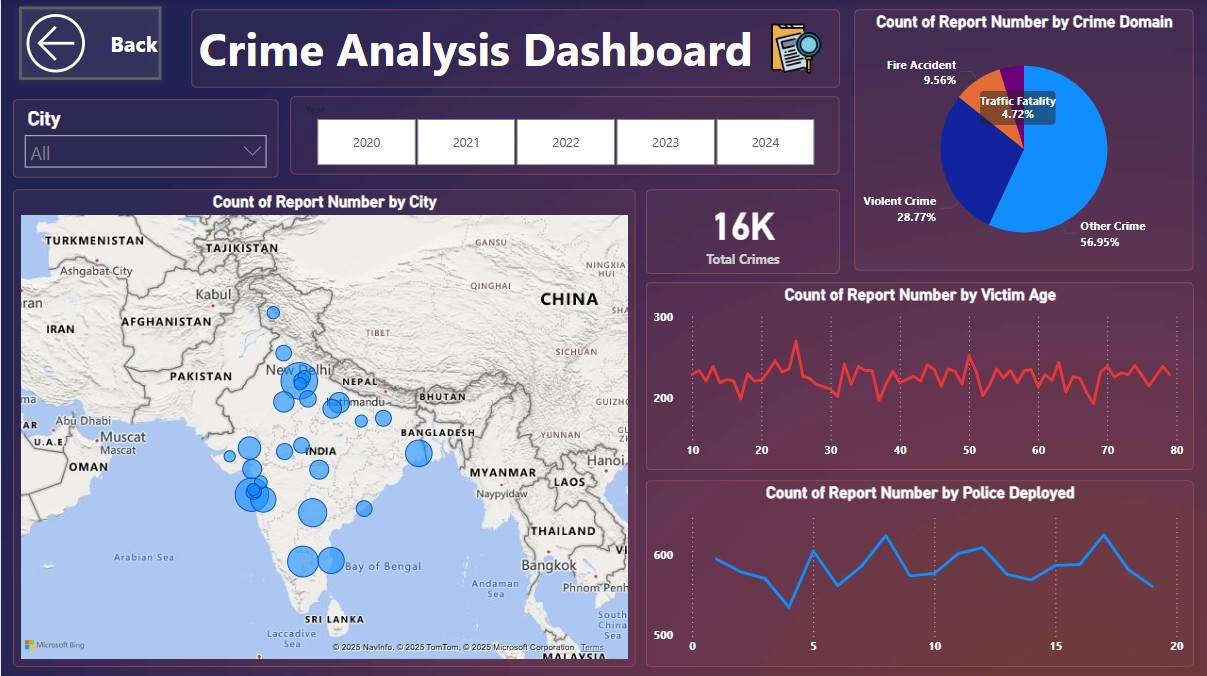 Back
Crime Analysis Dashboard
City
All
Year
2020
2021
2022
2023
2024
Count of Report Number by Crime Domain
Fire Accident
9.56%
Traffic Fatality
4.72%
Violent Crime
28.77%
Other Crime
56.95%
Count of Report Number by City
TURKMENISTAN
TAJIKISTAN
GANSU
Ashgabat-City
NINGXIA
HUI
QINGHAI
Kabul
CHINA
IRAN
AFGHANISTAN
TIBET
SICHUAN
PAKISTAN
New Delhi
NEPAL
BHUTAN
Abu Dhabi
U.A.E.
Muscat
Muscat
OMAN
BANGLADESH
YUNNAN
INDIA
Hanoi
MYANMAR
LAOS
Naypyidaw
THAILAND
Arabian Sea
Bay of Bengal
Bangkok
Andaman
Sea
Phnom Penh
SRI LANKA
Laccadive
Sea
South
China
Sea
MALAYSIA
Microsoft Bing
© 2025 NavInfo, © 2025 TomTom, © 2025 Microsoft Corporation Terms
16K
Total Crimes
Count of Report Number by Victim Age
300
200
10 20 30 40 50 60 70 80
Count of Report Number by Police Deployed
600
500
0 5 10 15 20